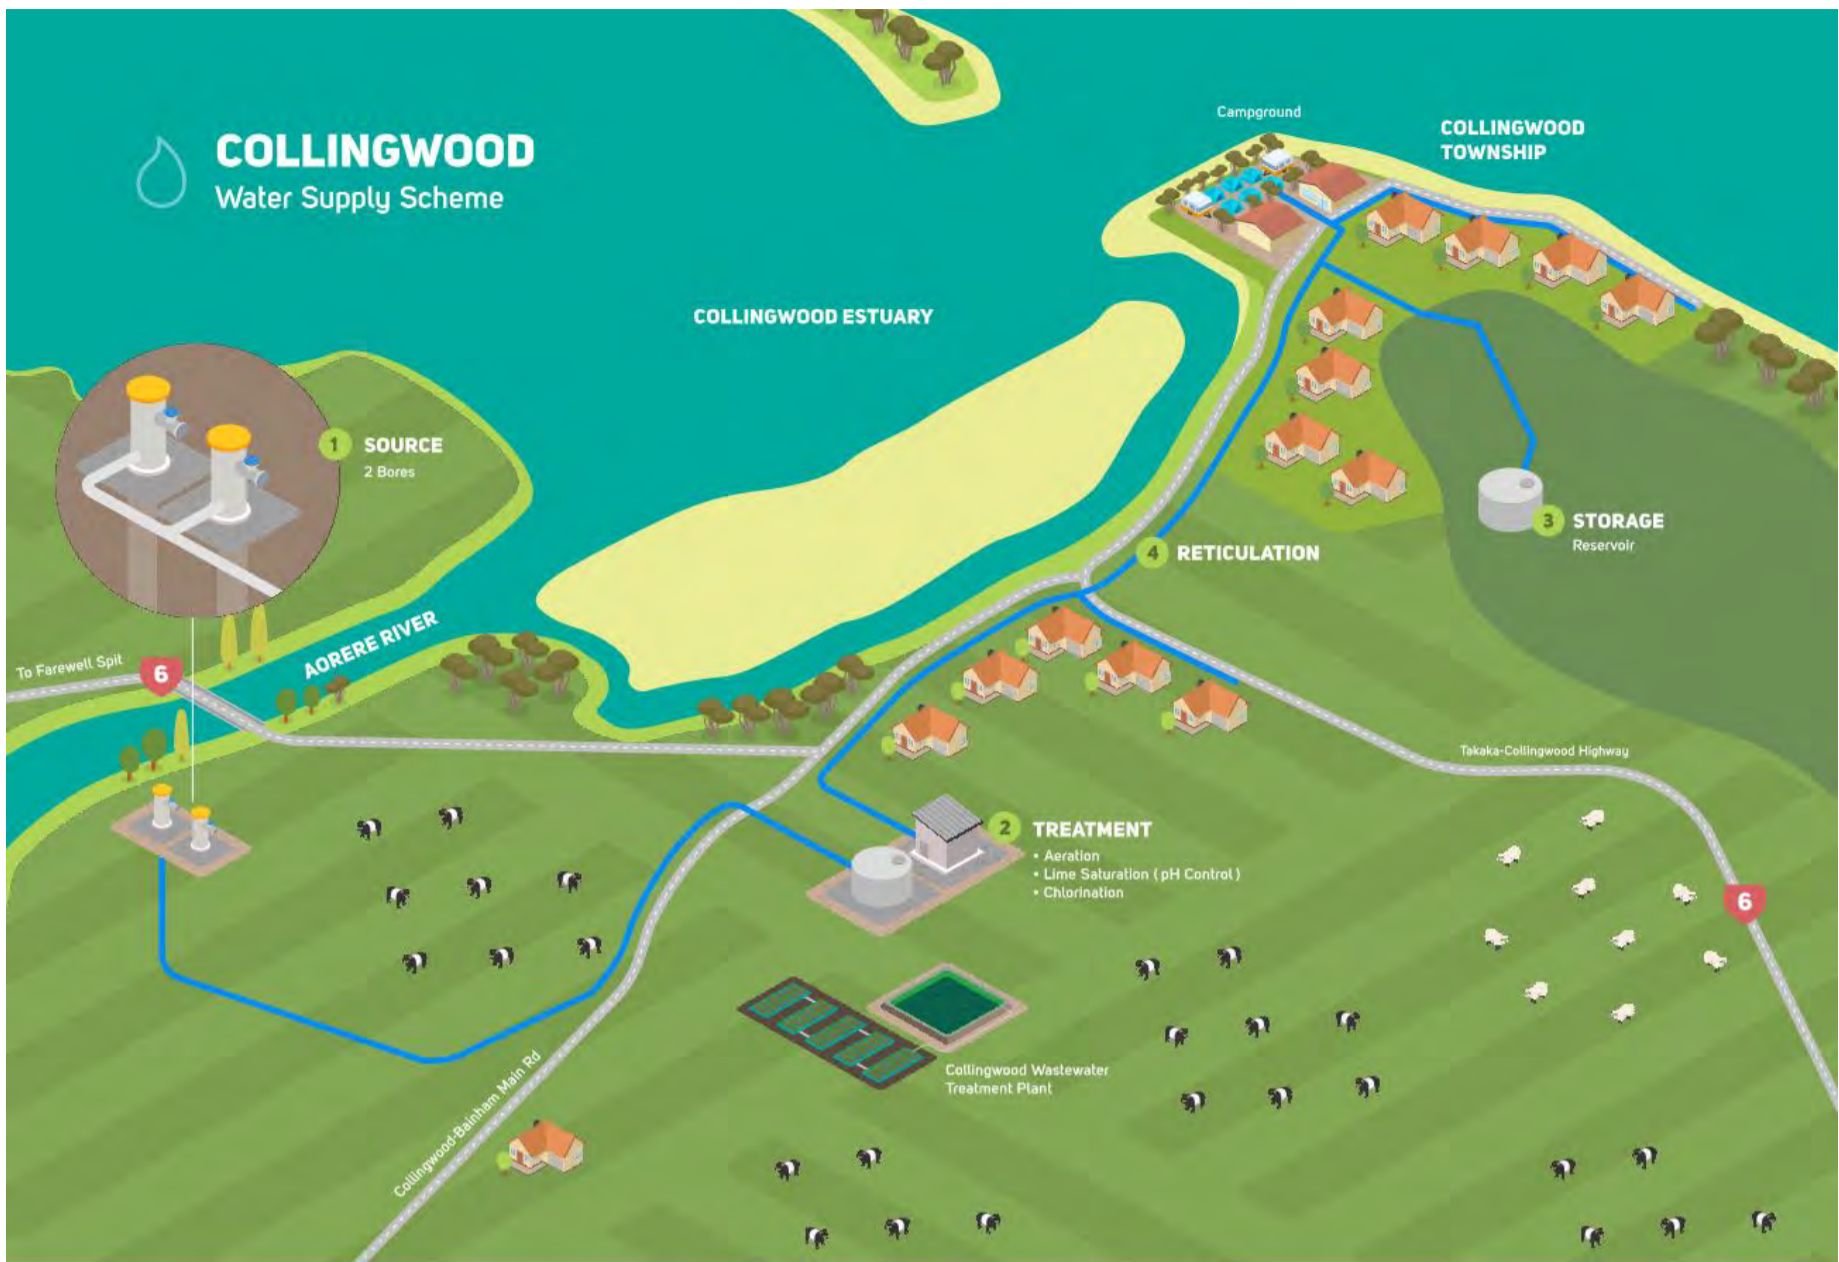 COLLINGWOOD
Water Supply Scheme
Campground
COLLINGWOOD
TOWNSHIP
COLLINGWOOD ESTUARY
1
SOURCE
2 Bores
3
STORAGE
Reservoir
4
RETICULATION
AORERE RIVER
To Farewell Spit
6
Takaka-Collingwood Highway
2
TREATMENT
• Aeration
• Lime Saturation ( pH Control )
• Chlorination
6
Collingwood Wastewater
Treatment Plant
Collingwood-Bainham Main Rd